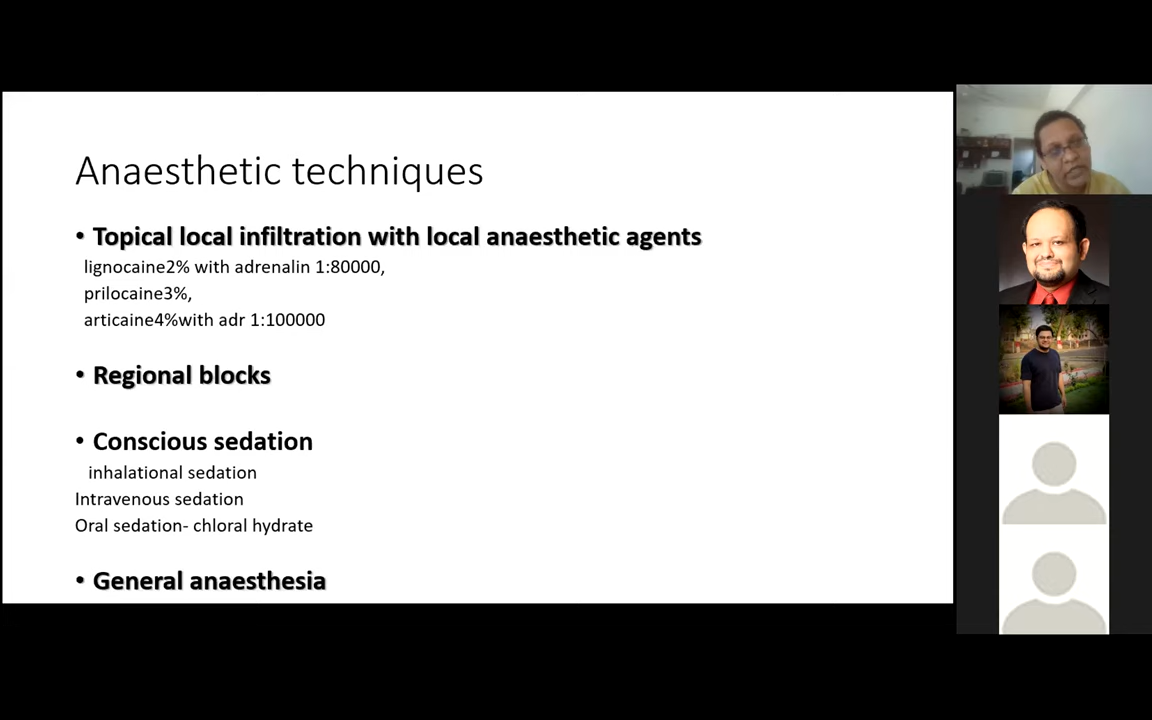 Anaesthetic techniques
• Topical local infiltration with local anaesthetic agents
lignocaine2% with adrenalin 1:80000,
prilocaine3%,
articaine4%with adr 1:100000
• Regional blocks
• Conscious sedation
inhalational sedation
Intravenous sedation
Oral sedation- chloral hydrate
• General anaesthesia